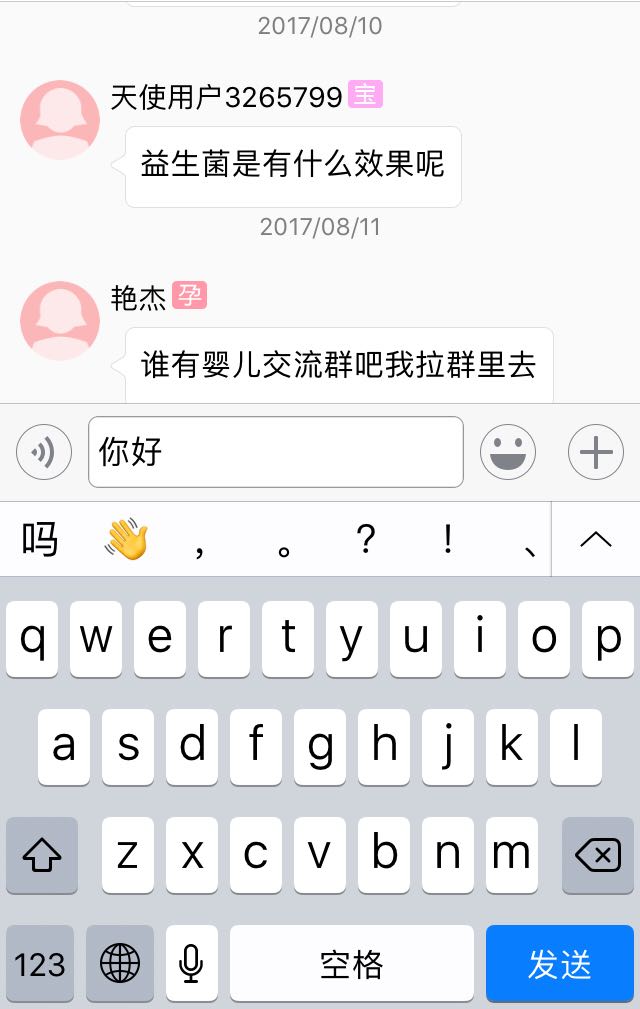 2017/08/10
天使用户3265799 宝
益生菌是有什么效果呢
2017/08/11
艳杰 孕
谁有婴儿交流群吧我拉群里去
你好
吗 👋 ， 。 ? ! 、
q w e r t y u i o p
a s d f g h j k l
z x c v b n m
123 空格 发送